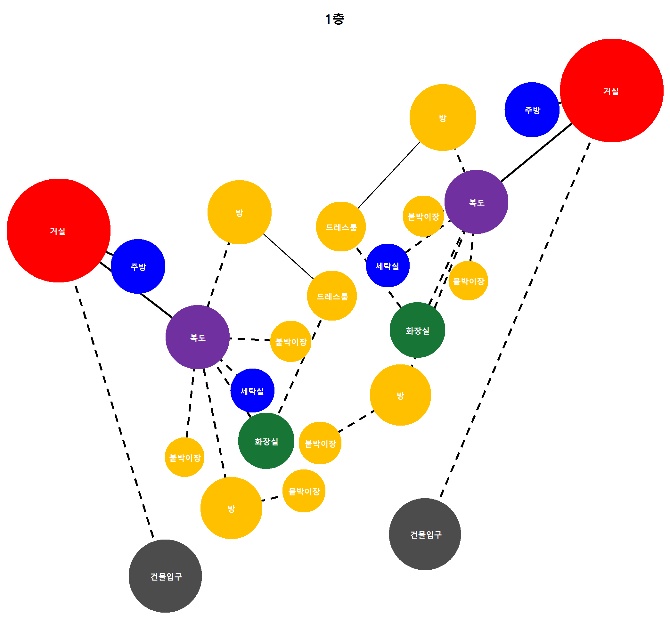 1층
거실
방
주방
복도
방
붙박이장
드레스룸
거실
세탁실
주방
붙박이장
드레스룸
화장실
복도
붙박이장
세탁실
방
화장실
붙박이장
붙박이장
붙박이장
방
건물입구
건물입구